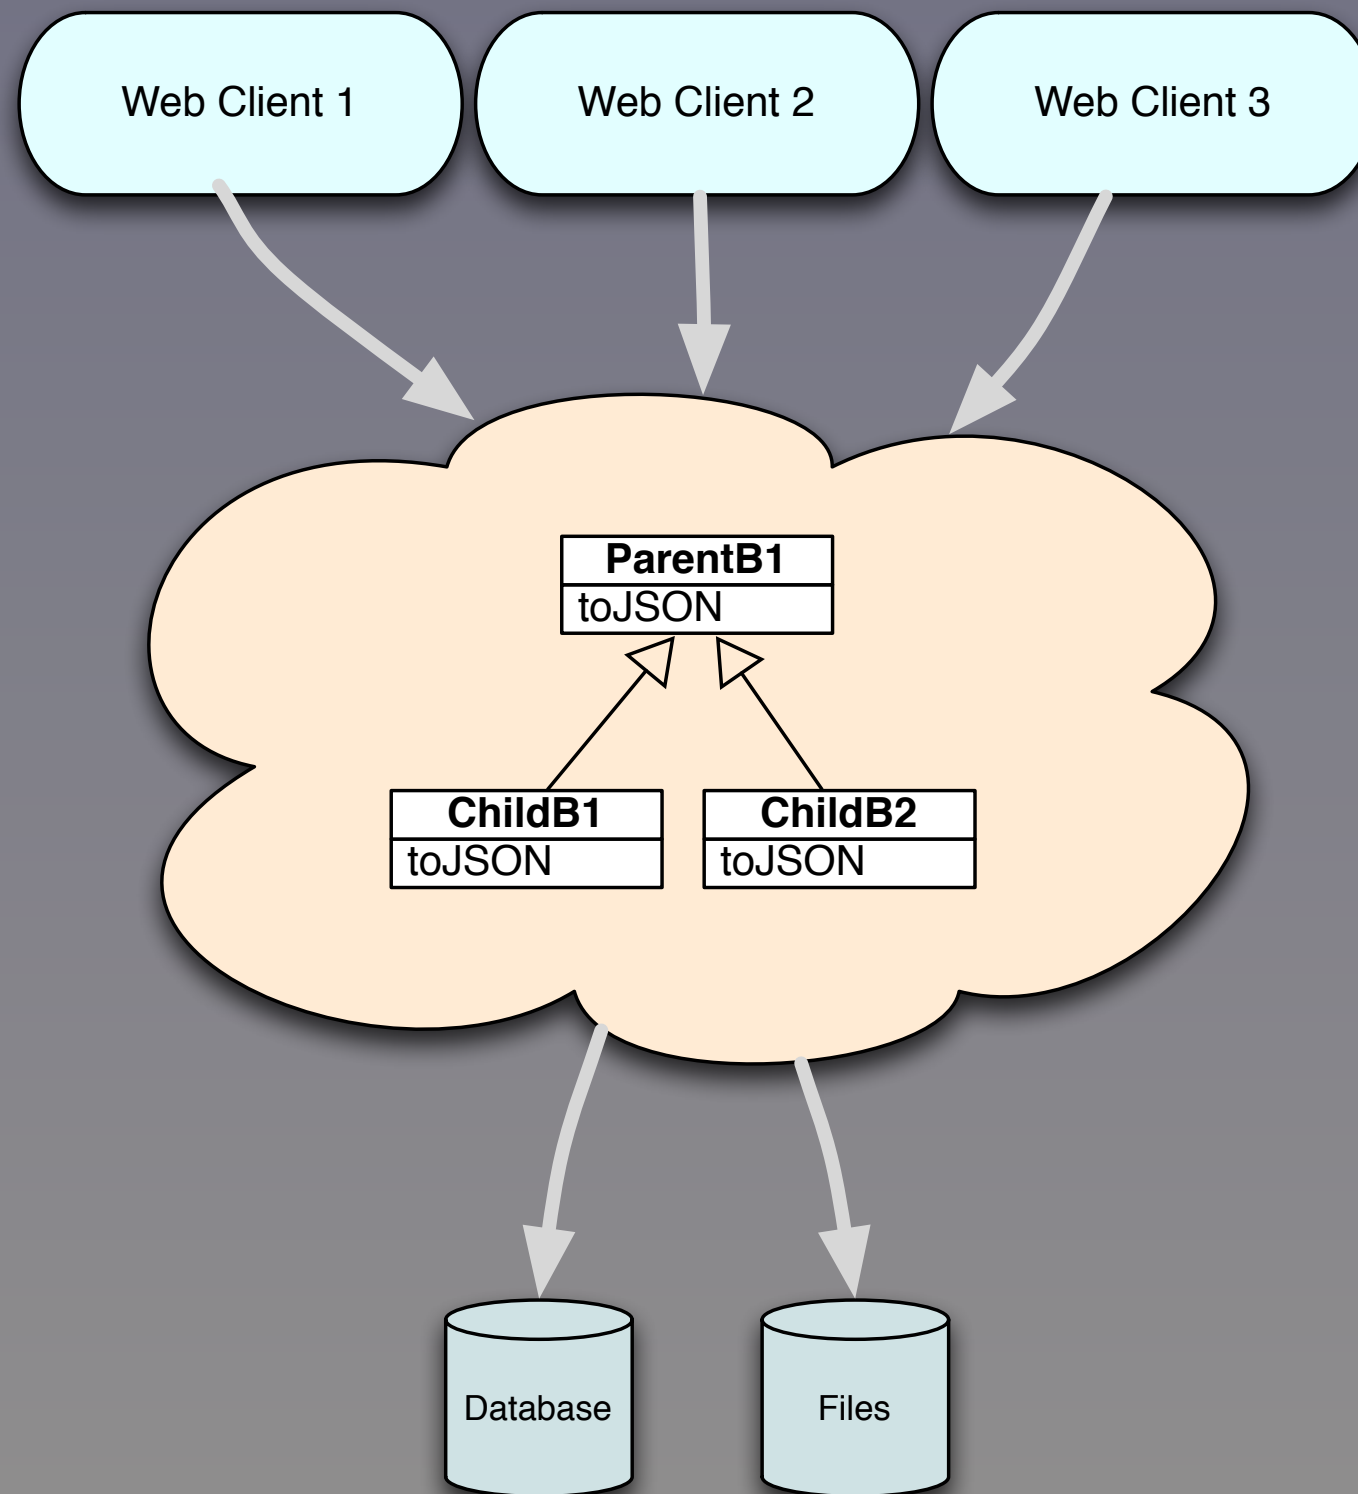 Web Client 1
Web Client 2
Web Client 3
ParentB1
toJSON
ChildB1
toJSON
ChildB2
toJSON
Database
Files